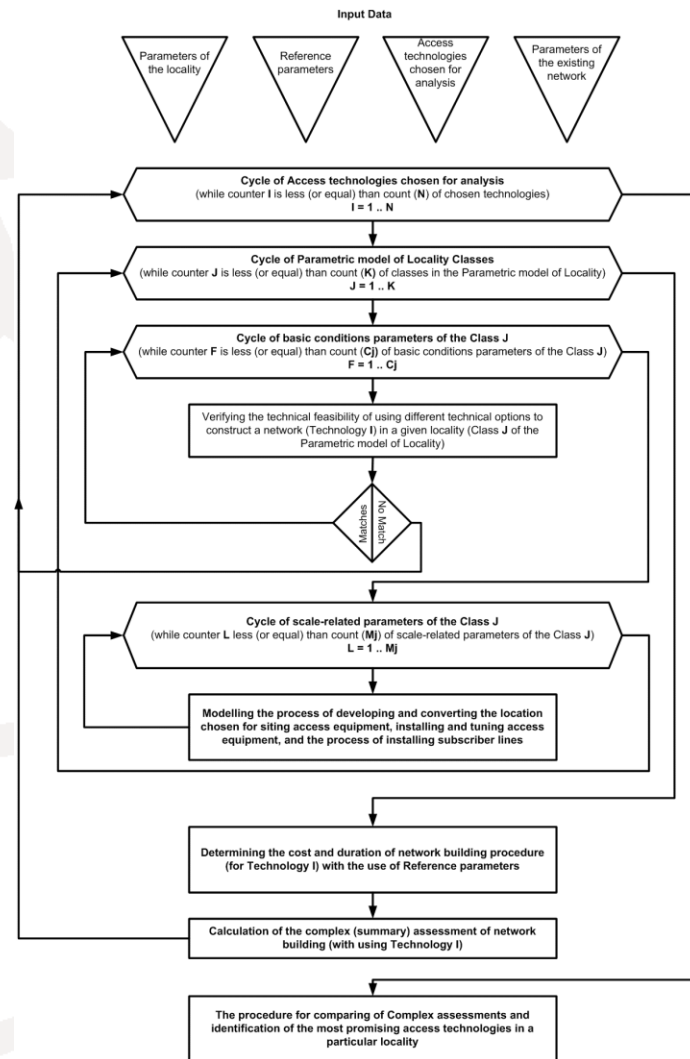 Input Data
Parameters of
the locality
Reference
parameters
Access
technologies
chosen for
analysis
Parameters of
the existing
network
Cycle of Access technologies chosen for analysis
(while counter I is less (or equal) than count (N) of chosen technologies)
I = 1 .. N
Cycle of Parametric model of Locality Classes
(while counter J is less (or equal) than count (K) of classes in the Parametric model of Locality)
J = 1 .. K
Cycle of basic conditions parameters of the Class J
(while counter F is less (or equal) than count (Cj) of basic conditions parameters of the Class J)
F = 1 .. Cj
Verifying the technical feasibility of using different technical options to
construct a network (Technology I) in a given locality (Class J of the
Parametric model of Locality)
Matches
No Match
Cycle of scale-related parameters of the Class J
(while counter L less (or equal) than count (Mj) of scale-related parameters of the Class J)
L = 1 .. Mj
Modelling the process of developing and converting the location
chosen for siting access equipment, installing and tuning access
equipment, and the process of installing subscriber lines
Determining the cost and duration of network building procedure
(for Technology I) with the use of Reference parameters
Calculation of the complex (summary) assessment of network
building (with using Technology I)
The procedure for comparing of Complex assessments and
identification of the most promising access technologies in a
particular locality